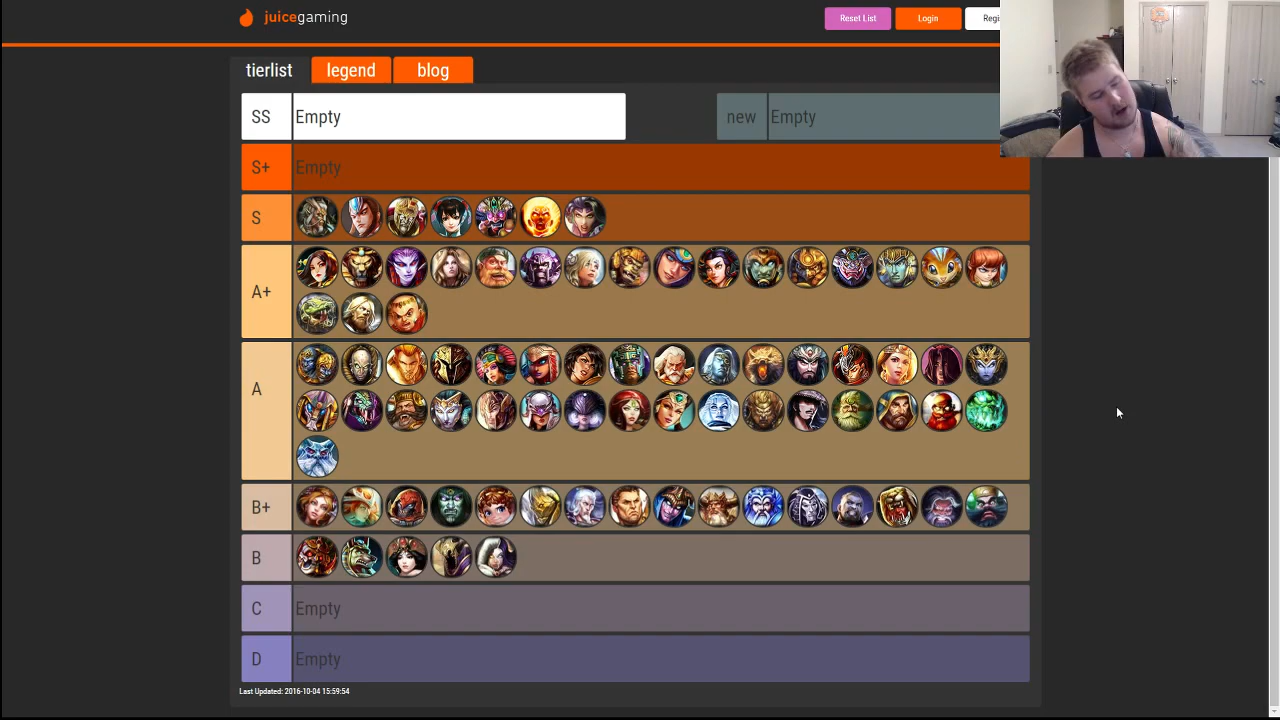 juicegaming
Reset List
Login
Regi
tierlist
legend
blog
SS
Empty
new
Empty
S+
Empty
S
A+
A
B+
B
C
Empty
D
Empty
Last Updated: 2016-10-04 15:59:54